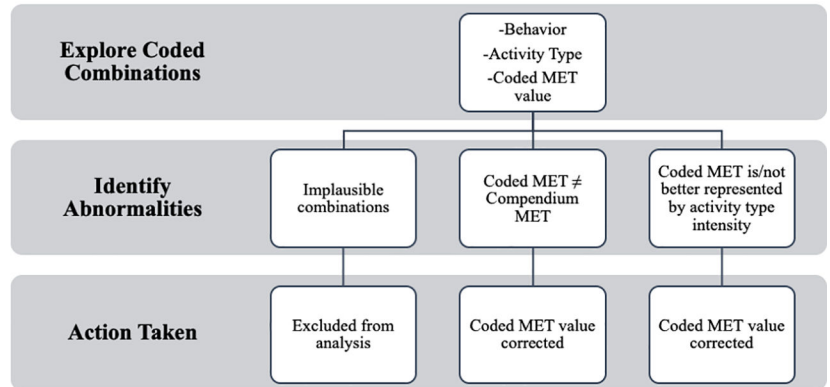 Explore Coded
Combinations
-Behavior
-Activity Type
-Coded MET
value
Identify
Abnormalities
Implausible
combinations
Coded MET ≠
Compendium
MET
Coded MET is/not
better represented
by activity type
intensity
Action Taken
Excluded from
analysis
Coded MET value
corrected
Coded MET value
corrected